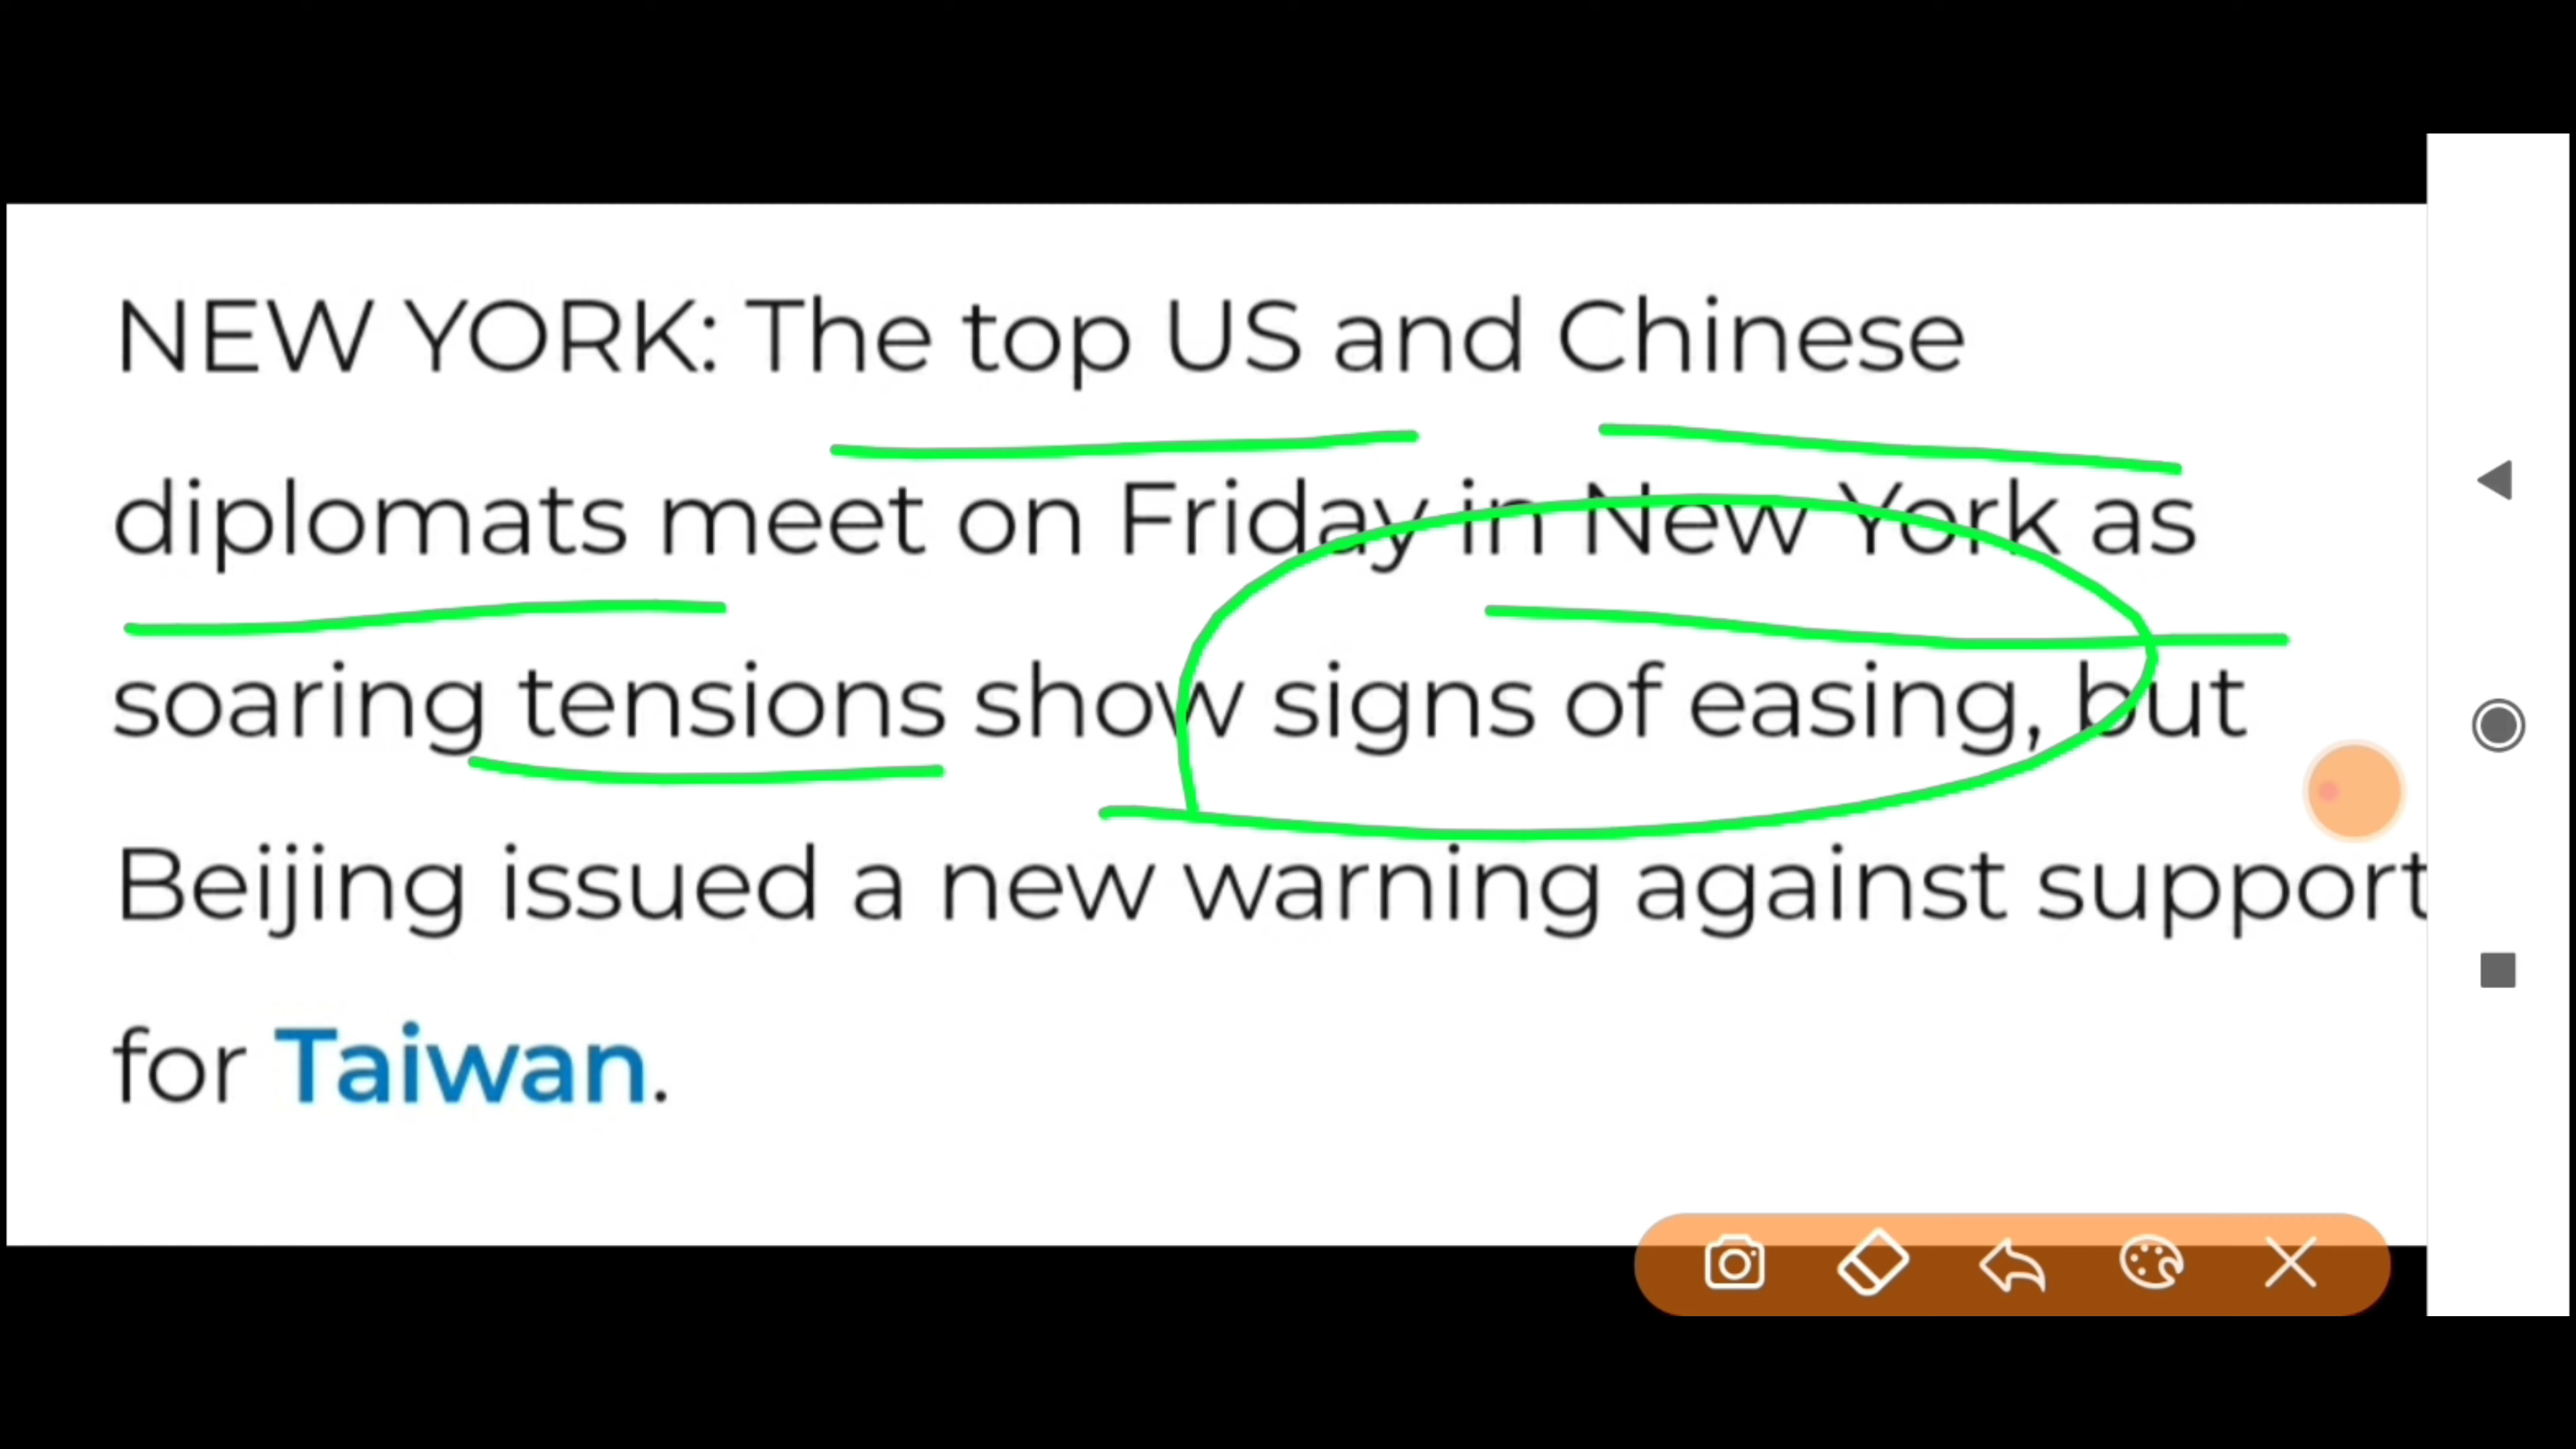 NEW YORK: The top US and Chinese
diplomats meet on Friday in New York as
soaring tensions show signs of easing, but
Beijing issued a new warning against support
for Taiwan.